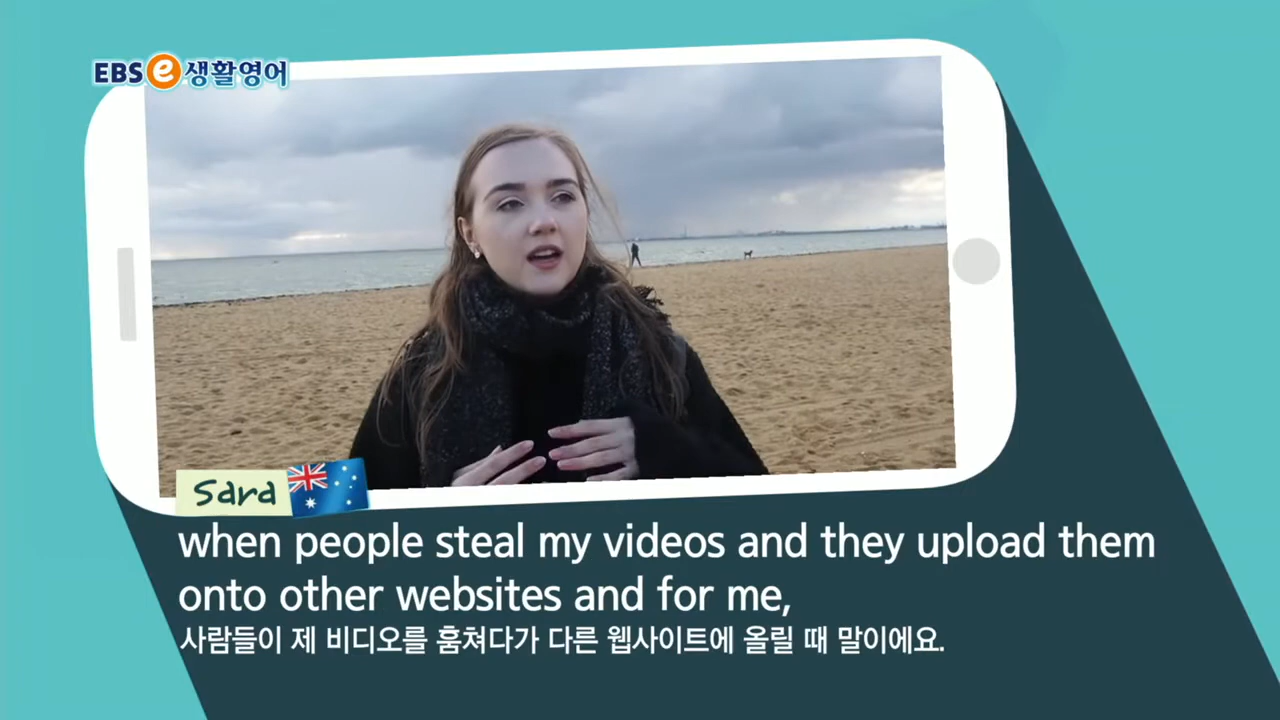 EBS e 생활영어
Sara
when people steal my videos and they upload them
onto other websites and for me,
사람들이 제 비디오를 훔쳐다가 다른 웹사이트에 올릴 때 말이에요.